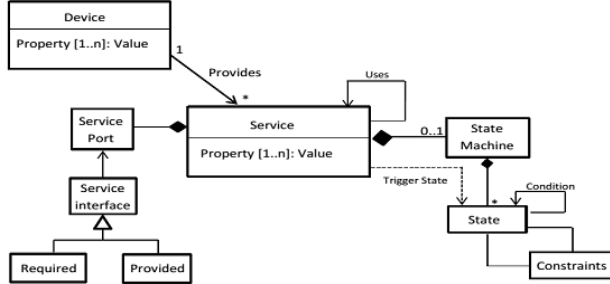 Device
Property [1..n]: Value
1
Provides
*
Uses
Service
Port
Service
Property [1..n]: Value
0..1
State
Machine
Trigger State
Condition
Service
interface
*
State
Required
Provided
Constraints